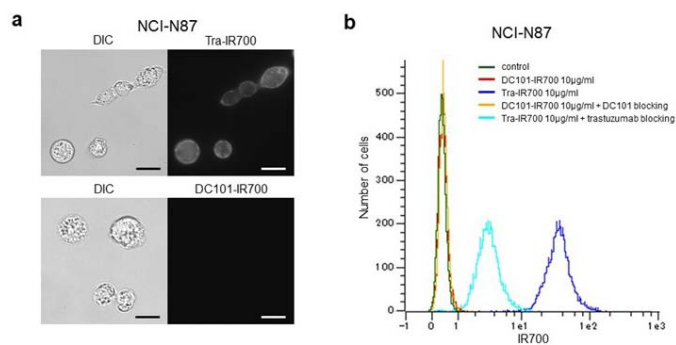 a
NCI-N87
DIC Tra-IR700
DIC DC101-IR700
b
NCI-N87
control
DC101-IR700 10μg/ml
Tra-IR700 10μg/ml
DC101-IR700 10μg/ml + DC101 blocking
Tra-IR700 10μg/ml + trastuzumab blocking
Number of cells
500
400
300
200
100
0
-1 0 1 1e1 1e2 1e3
IR700